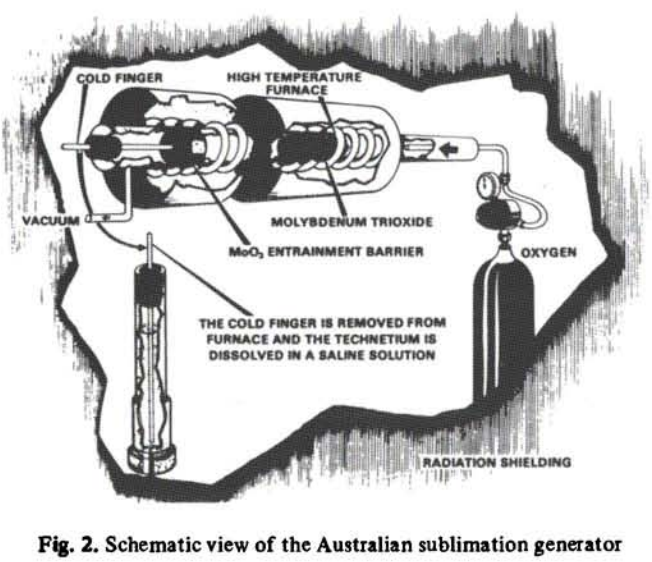 COLD FINGER
HIGH TEMPERATURE
FURNACE
VACUUM
MOLYBDENUM TRIOXIDE
MoO₃ ENTRAINMENT BARRIER
OXYGEN
THE COLD FINGER IS REMOVED FROM
FURNACE AND THE TECHNETIUM IS
DISSOLVED IN A SALINE SOLUTION
RADIATION SHIELDING
Fig. 2. Schematic view of the Australian sublimation generator